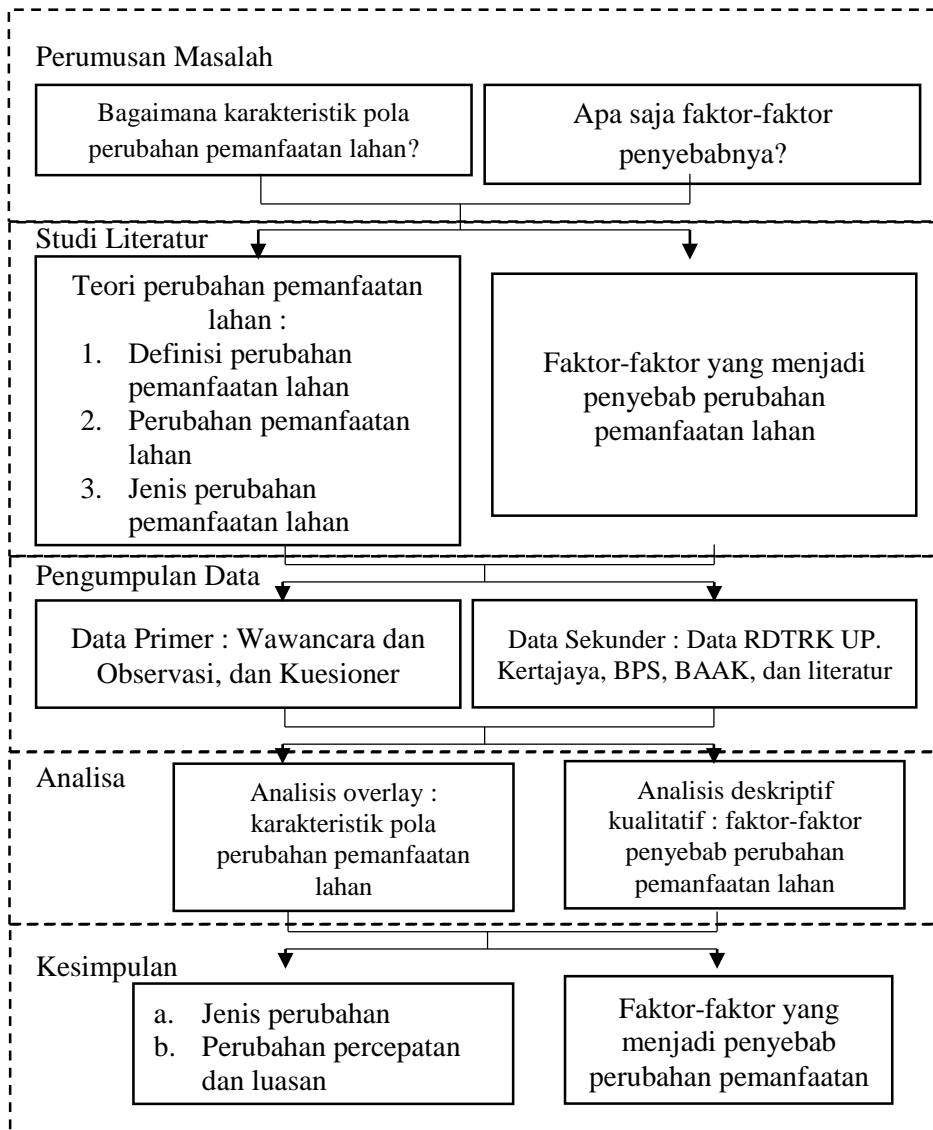 Perumusan Masalah
Bagaimana karakteristik pola
perubahan pemanfaatan lahan?
Apa saja faktor-faktor
penyebabnya?
Studi Literatur
Teori perubahan pemanfaatan
lahan :
1. Definisi perubahan
pemanfaatan lahan
2. Perubahan pemanfaatan
lahan
3. Jenis perubahan
pemanfaatan lahan
Faktor-faktor yang menjadi
penyebab perubahan
pemanfaatan lahan
Pengumpulan Data
Data Primer : Wawancara dan
Observasi, dan Kuesioner
Data Sekunder : Data RDTRK UP.
Kertajaya, BPS, BAAK, dan literatur
Analisa
Analisis overlay :
karakteristik pola
perubahan pemanfaatan
lahan
Analisis deskriptif
kualitatif : faktor-faktor
penyebab perubahan
pemanfaatan lahan
Kesimpulan
a. Jenis perubahan
b. Perubahan percepatan
dan luasan
Faktor-faktor yang
menjadi penyebab
perubahan pemanfaatan